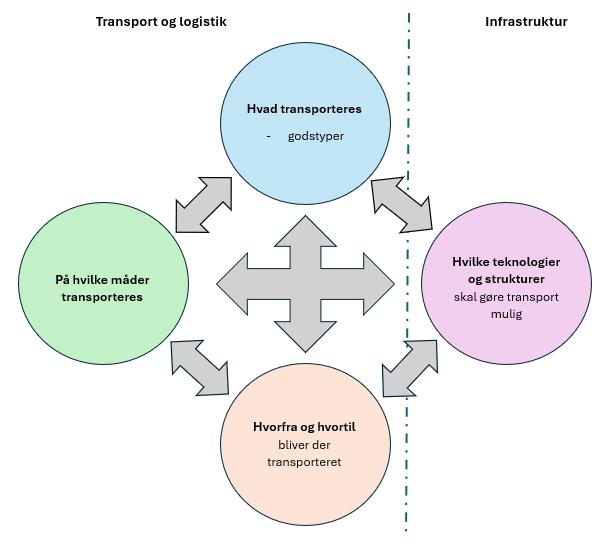 Transport og logistik
Infrastruktur
Hvad transporteres
- godstyper
På hvilke måder
transporteres
Hvilke teknologier
og strukturer
skal gøre transport
mulig
Hvorfra og hvortil
bliver der
transporteret